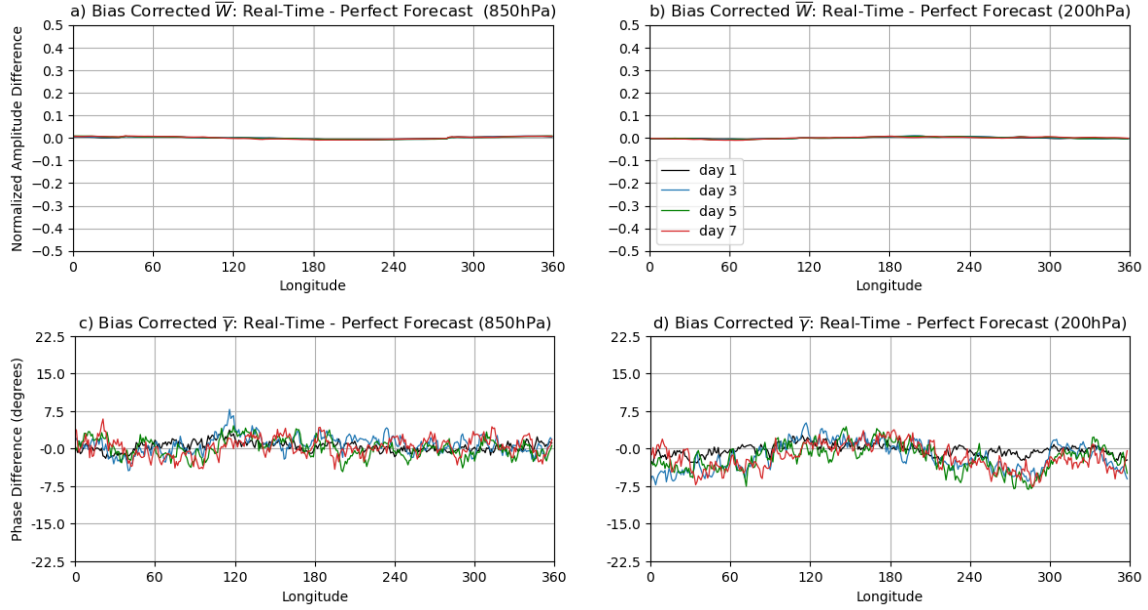 a) Bias Corrected W̅: Real-Time - Perfect Forecast (850hPa)
0.5
0.4
0.3
0.2
0.1
0.0
−0.1
−0.2
−0.3
−0.4
−0.5
Normalized Amplitude Difference
0 60 120 180 240 300 360
Longitude
b) Bias Corrected W̅: Real-Time - Perfect Forecast (200hPa)
0.5
0.4
0.3
0.2
0.1
0.0
−0.1
−0.2
−0.3
−0.4
−0.5
day 1
day 3
day 5
day 7
0 60 120 180 240 300 360
Longitude
c) Bias Corrected γ̅: Real-Time - Perfect Forecast (850hPa)
22.5
15.0
7.5
-0.0
-7.5
-15.0
-22.5
Phase Difference (degrees)
0 60 120 180 240 300 360
Longitude
d) Bias Corrected γ̅: Real-Time - Perfect Forecast (200hPa)
22.5
15.0
7.5
-0.0
-7.5
-15.0
-22.5
0 60 120 180 240 300 360
Longitude